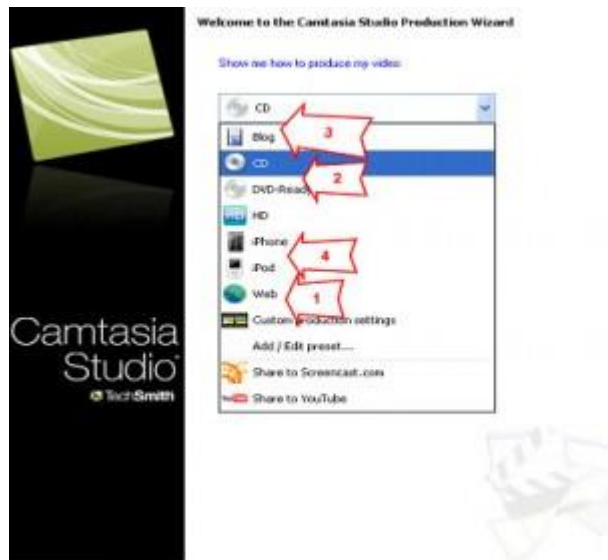 Welcome to the Camtasia Studio Production Wizard
Show me how to produce my video
CD
Blog
3
CD
2
DVD-Ready
HD
iPhone
4
iPod
Web
1
Custom production settings
Add / Edit preset...
Share to Screencast.com
Share to YouTube
Camtasia
Studio
TechSmith